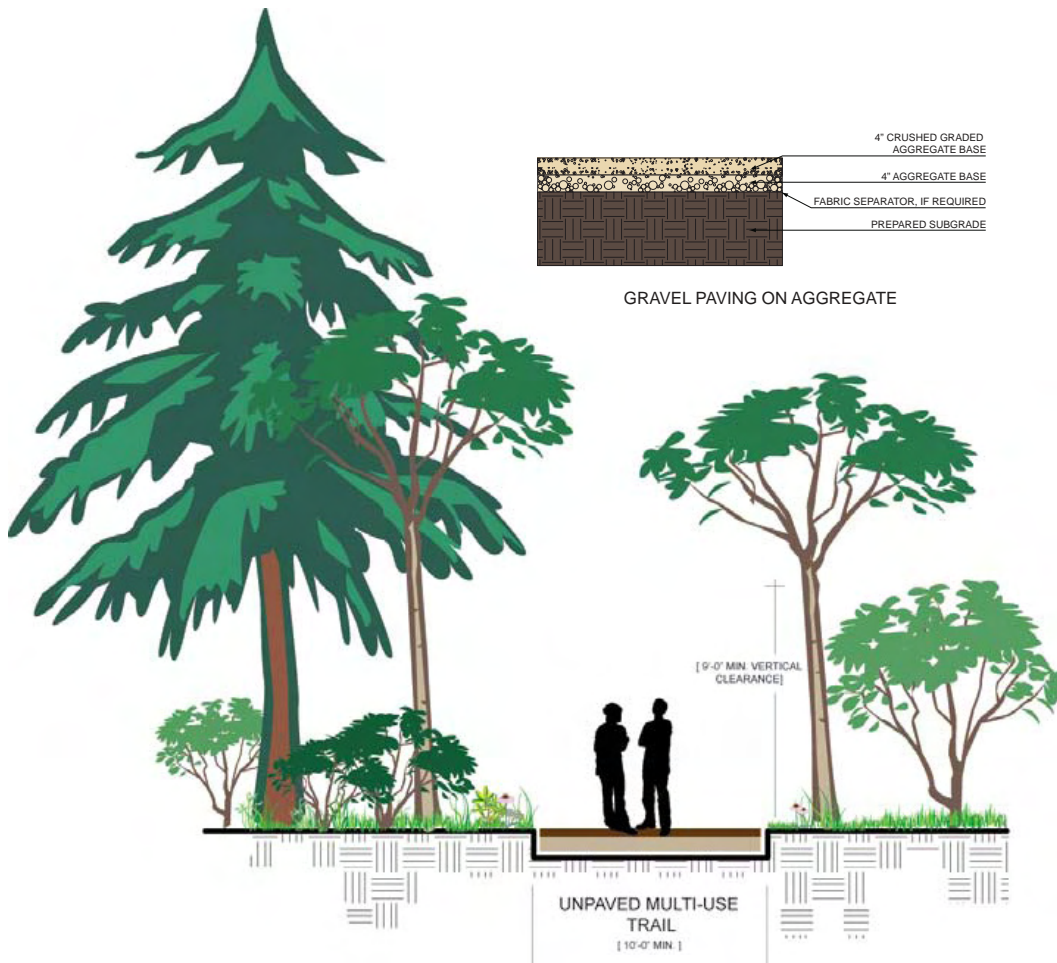 4" CRUSHED GRADED
AGGREGATE BASE
4" AGGREGATE BASE
FABRIC SEPARATOR, IF REQUIRED
PREPARED SUBGRADE
GRAVEL PAVING ON AGGREGATE
[ 9'-0" MIN. VERTICAL
CLEARANCE]
UNPAVED MULTI-USE
TRAIL
[ 10'-0" MIN. ]